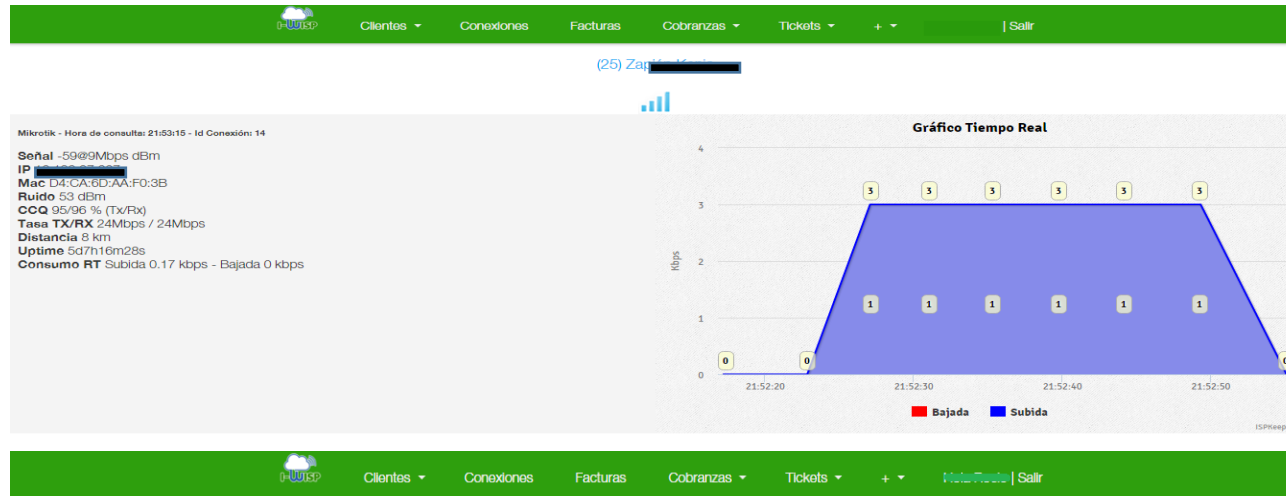 i-WISP Clientes Conexiones Facturas Cobranzas Tickets + | Salir
(25)
Mikrotik - Hora de consulta: 21:53:15 - Id Conexión: 14
Señal -59@9Mbps dBm
IP
Mac D4:CA:6D:AA:F0:3B
Ruido 53 dBm
CCQ 95/96 % (Tx/Rx)
Tasa TX/RX 24Mbps / 24Mbps
Distancia 8 km
Uptime 5d7h16m28s
Consumo RT Subida 0.17 kbps - Bajada 0 kbps
Gráfico Tiempo Real
4
3 3 3 3 3 3
3
Kbps
2
1 1 1 1 1 1
1
0 0 0
0
21:52:20 21:52:30 21:52:40 21:52:50
Bajada Subida
ISPKeep
i-WISP Clientes Conexiones Facturas Cobranzas Tickets + | Salir